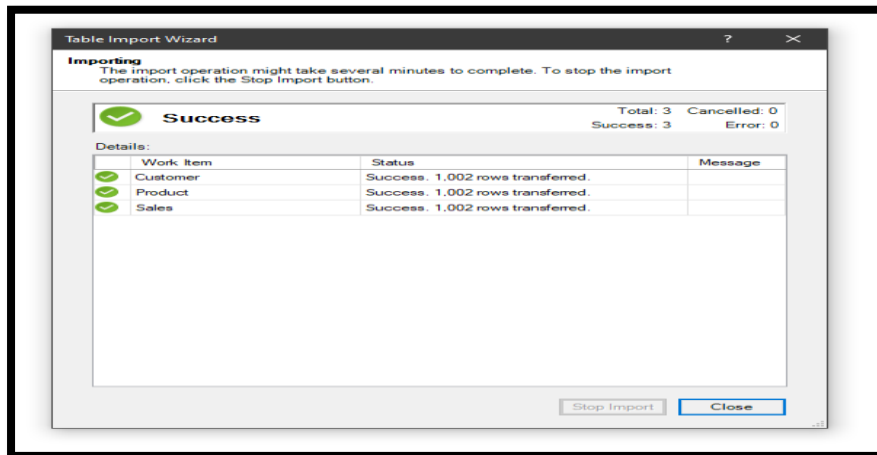 Table Import Wizard ? ×
Importing
The import operation might take several minutes to complete. To stop the import
operation, click the Stop Import button.
Success
Total: 3 Cancelled: 0
Success: 3 Error: 0
Details:
Work Item Status Message
Customer Success. 1,002 rows transferred.
Product Success. 1,002 rows transferred.
Sales Success. 1,002 rows transferred.
Stop Import Close